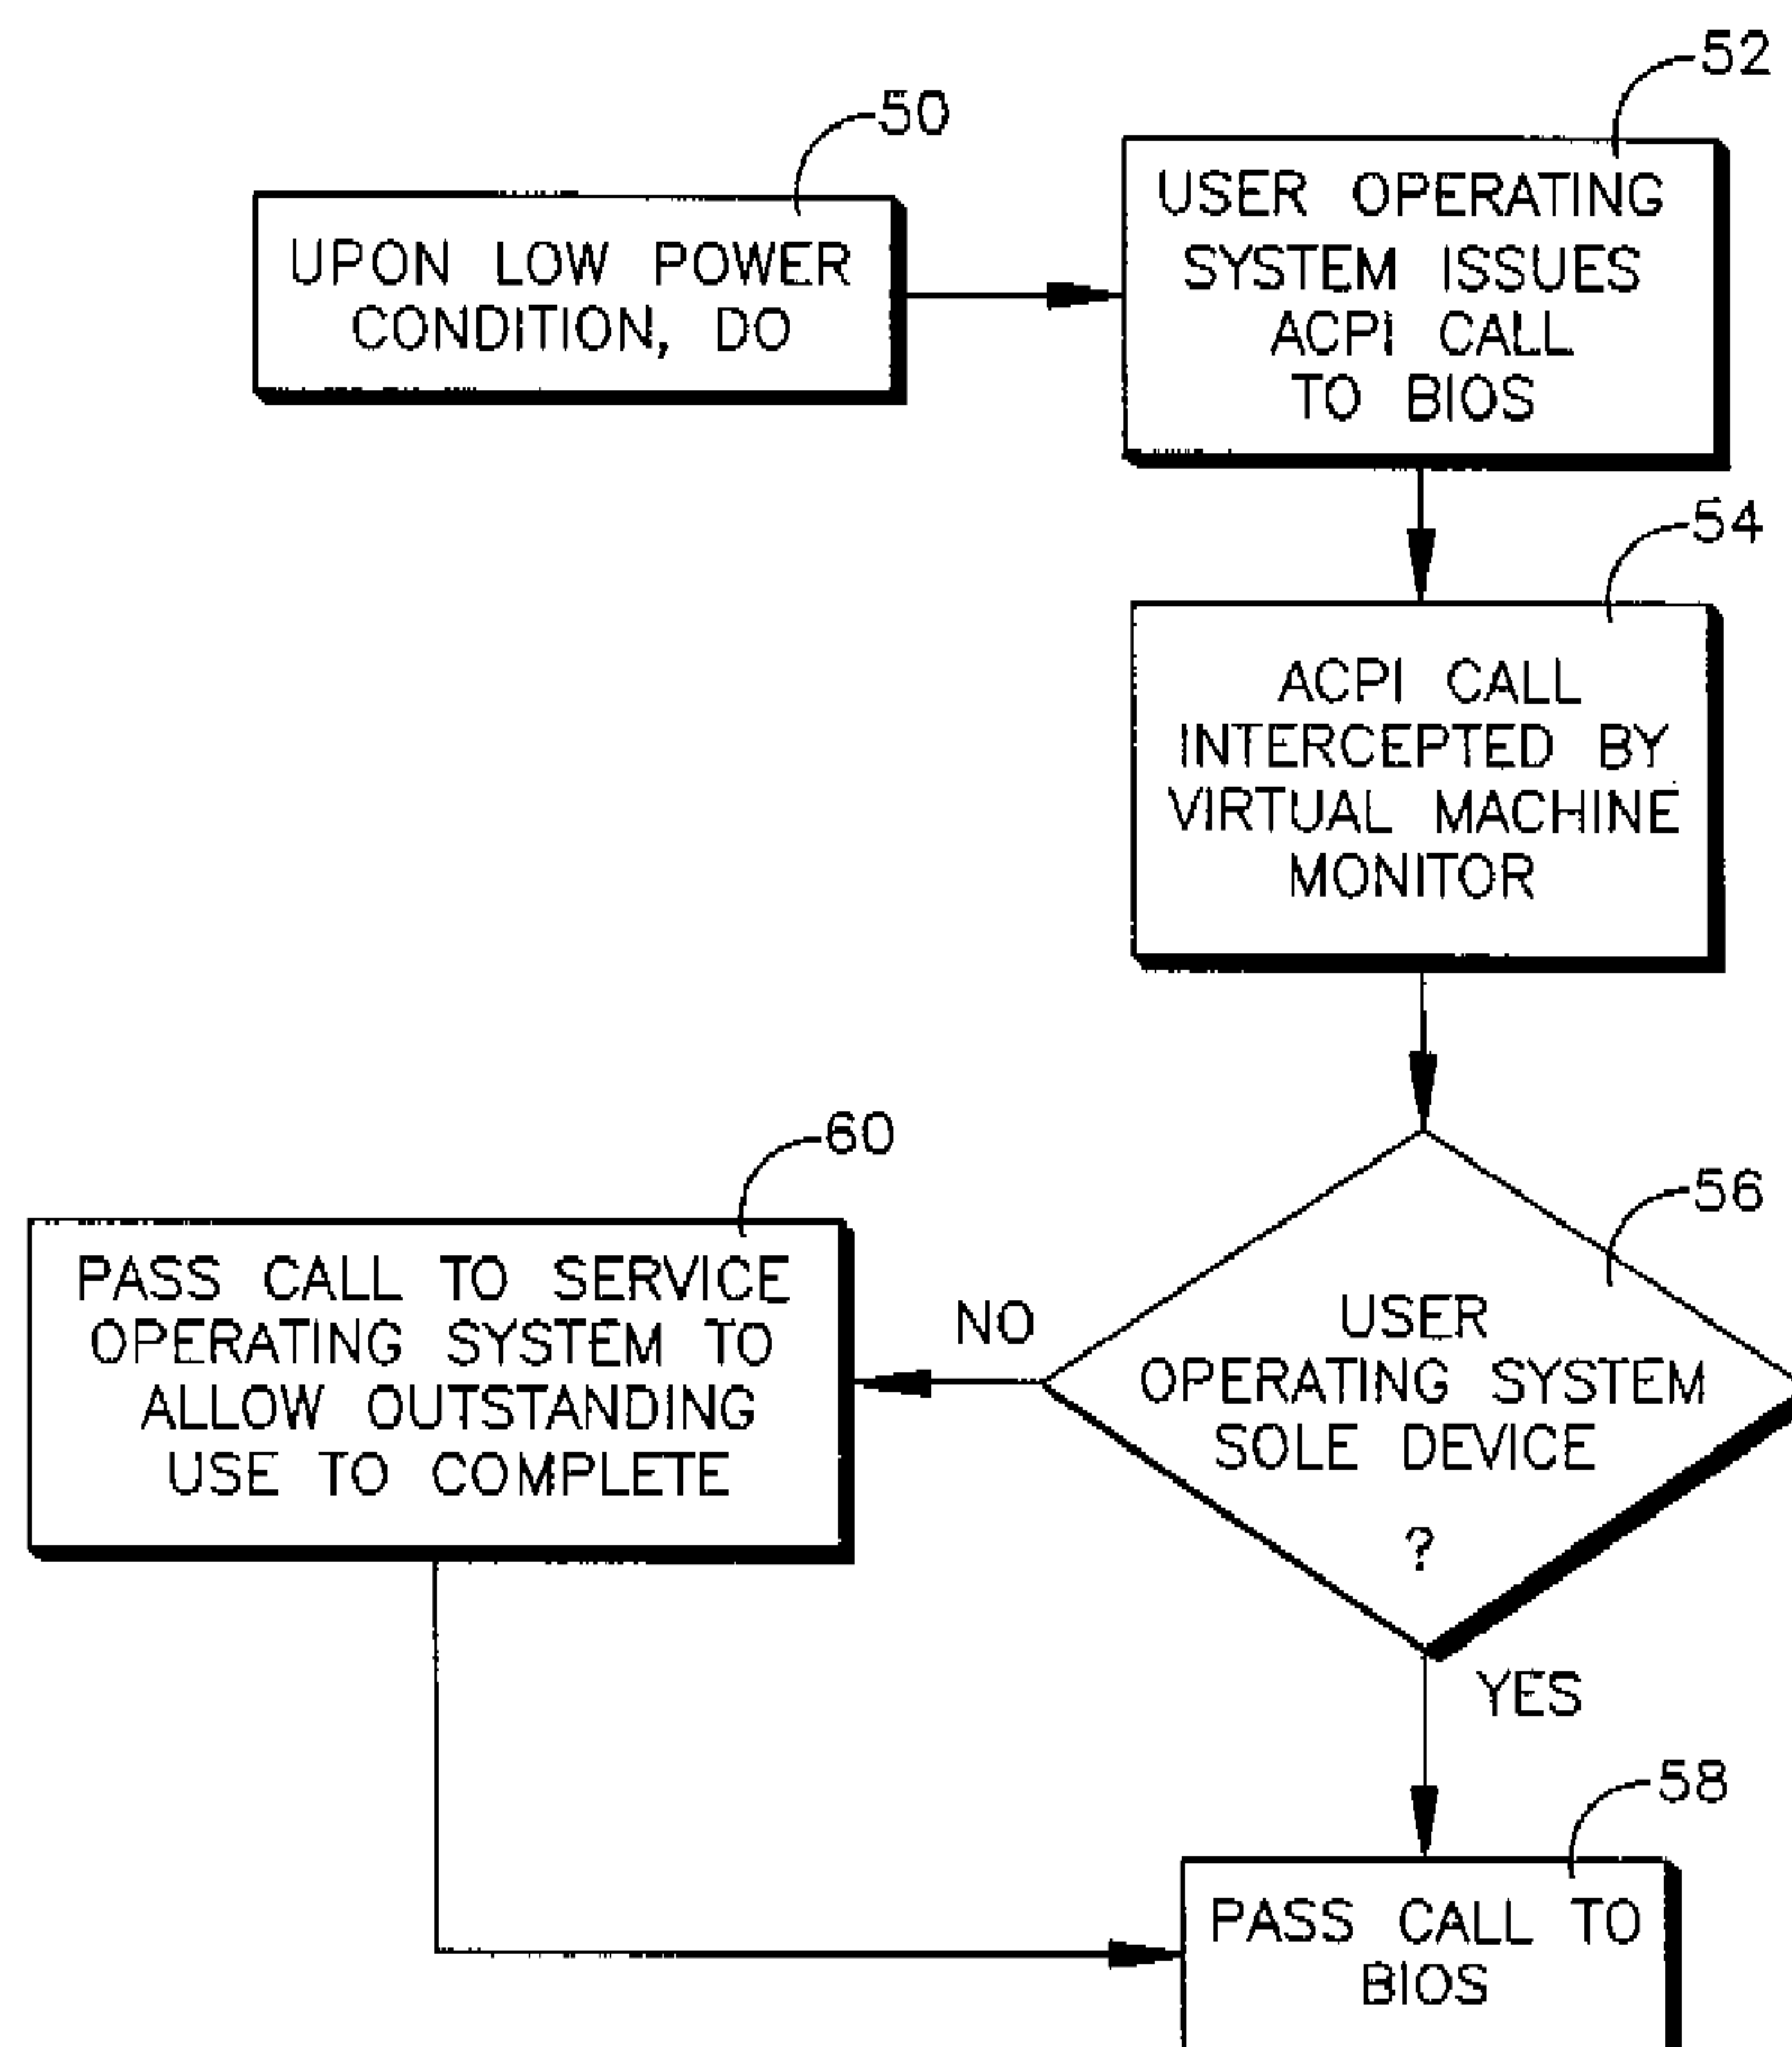 50
UPON LOW POWER
CONDITION, DO
52
USER OPERATING
SYSTEM ISSUES
ACPI CALL
TO BIOS
54
ACPI CALL
INTERCEPTED BY
VIRTUAL MACHINE
MONITOR
56
USER
OPERATING SYSTEM
SOLE DEVICE
?
NO
60
PASS CALL TO SERVICE
OPERATING SYSTEM TO
ALLOW OUTSTANDING
USE TO COMPLETE
YES
58
PASS CALL TO
BIOS